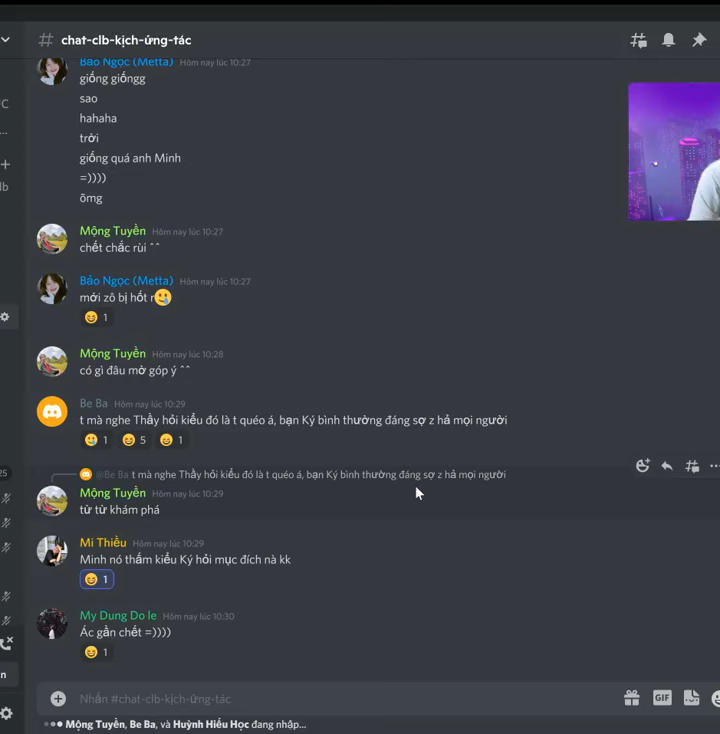 # chat-clb-kịch-ứng-tác
Bảo Ngọc (Metta) Hôm nay lúc 10:27
giống giốngg
sao
hahaha
trời
giống quá anh Minh
=))))
õmg
Mộng Tuyền Hôm nay lúc 10:27
chết chắc rùi ^^
Bảo Ngọc (Metta) Hôm nay lúc 10:27
mới zô bị hốt r🥲
1
Mộng Tuyền Hôm nay lúc 10:28
có gì đâu mờ góp ý ^^
Be Ba Hôm nay lúc 10:29
t mà nghe Thầy hỏi kiểu đó là t quéo á, bạn Ký bình thường đáng sợ z hả mọi người
1 5 1
@Be Ba t mà nghe Thầy hỏi kiểu đó là t quéo á, bạn Ký bình thường đáng sợ z hả mọi người
Mộng Tuyền Hôm nay lúc 10:29
từ từ khám phá
Mi Thiều Hôm nay lúc 10:29
Minh nó thấm kiểu Ký hỏi mục đích nà kk
1
My Dung Do le Hôm nay lúc 10:30
Ác gần chết =))))
1
Nhắn #chat-clb-kịch-ứng-tác
GIF
Mộng Tuyền, Be Ba, và Huỳnh Hiếu Học đang nhập...